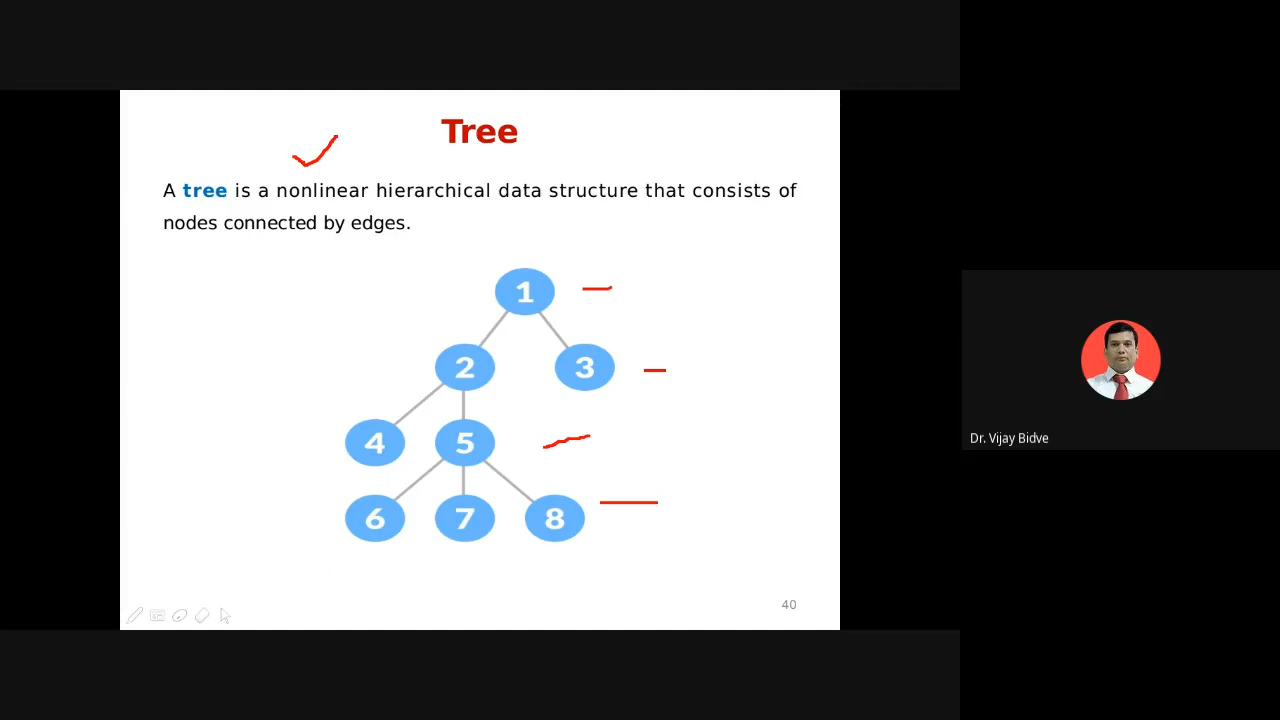 Tree
A tree is a nonlinear hierarchical data structure that consists of
nodes connected by edges.
1
2 3
4 5
6 7 8
40
Dr. Vijay Bidve